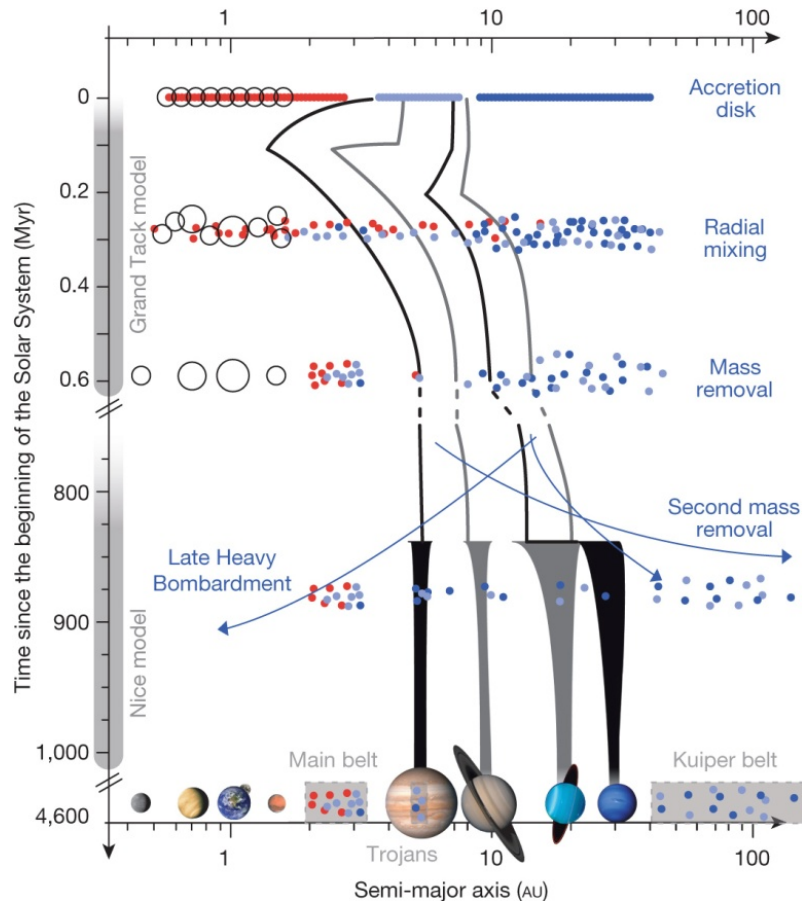 1 10 100
0
Accretion
disk
0.2
Radial
mixing
0.4
0.6
Mass
removal
Grand Tack model
Time since the beginning of the Solar System (Myr)
800
Second mass
removal
Late Heavy
Bombardment
900
Nice model
1,000
Main belt
Kuiper belt
4,600
Trojans
1 10 100
Semi-major axis (AU)